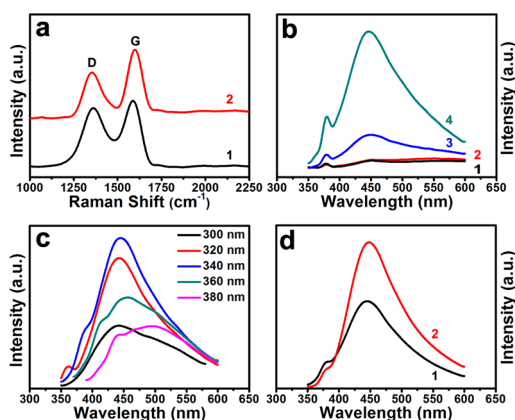 a
D
G
2
1
Intensity (a.u.)
1000 1250 1500 1750 2000 2250
Raman Shift (cm-1)
b
4
3
2
1
Intensity (a.u.)
350 400 450 500 550 600 650
Wavelength (nm)
Intensity (a.u.)
c
300 nm
320 nm
340 nm
360 nm
380 nm
Intensity (a.u.)
300 350 400 450 500 550 600 650
Wavelength (nm)
d
2
1
Intensity (a.u.)
350 400 450 500 550 600 650
Wavelength (nm)
Intensity (a.u.)